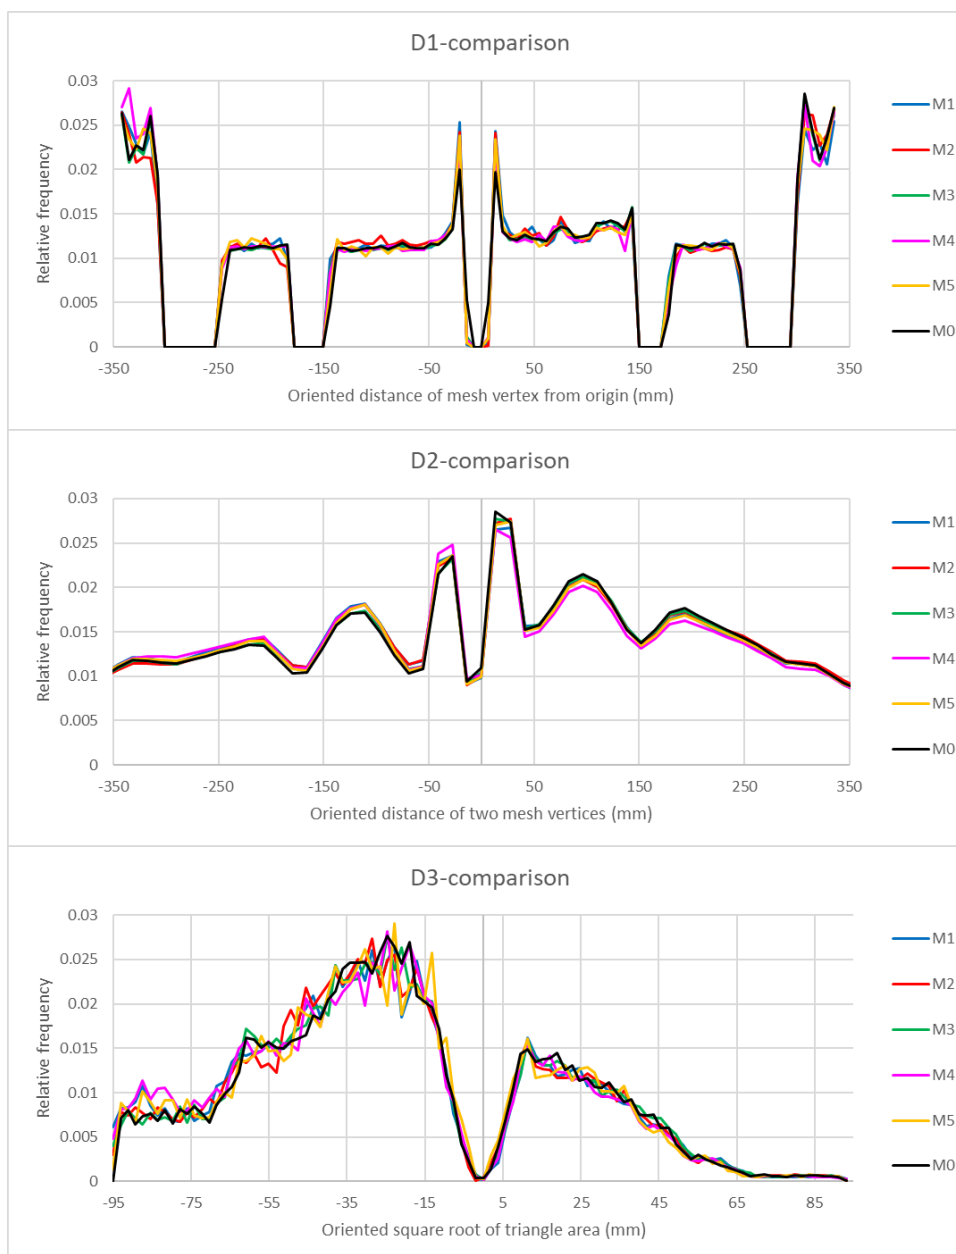 D1-comparison
Relative frequency
0.03
0.025
0.02
0.015
0.01
0.005
0
-350 -250 -150 -50 50 150 250 350
Oriented distance of mesh vertex from origin (mm)
M1
M2
M3
M4
M5
M0
D2-comparison
Relative frequency
0.03
0.025
0.02
0.015
0.01
0.005
0
-350 -250 -150 -50 50 150 250 350
Oriented distance of two mesh vertices (mm)
M1
M2
M3
M4
M5
M0
D3-comparison
Relative frequency
0.03
0.025
0.02
0.015
0.01
0.005
0
-95 -75 -55 -35 -15 5 25 45 65 85
Oriented square root of triangle area (mm)
M1
M2
M3
M4
M5
M0